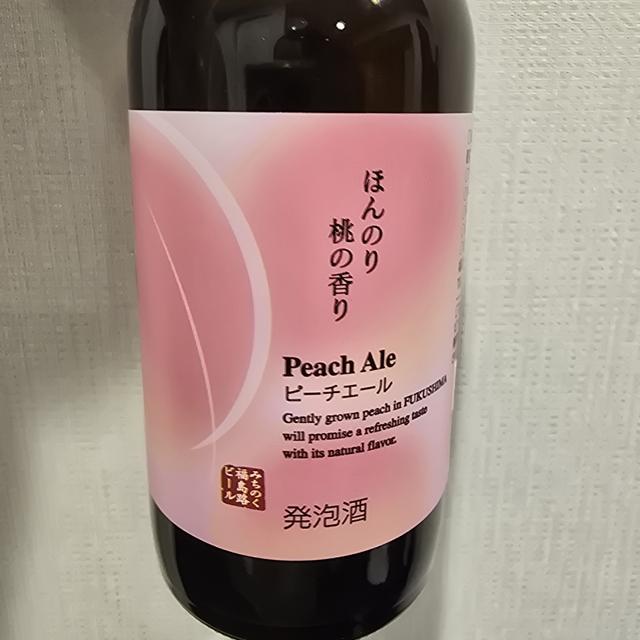 ほんのり
桃の香り
Peach Ale
ピーチエール
Gently grown peach in FUKUSHIMA
will promise a refreshing taste
with its natural flavor.
みちのく
福島路
ビール
発泡酒